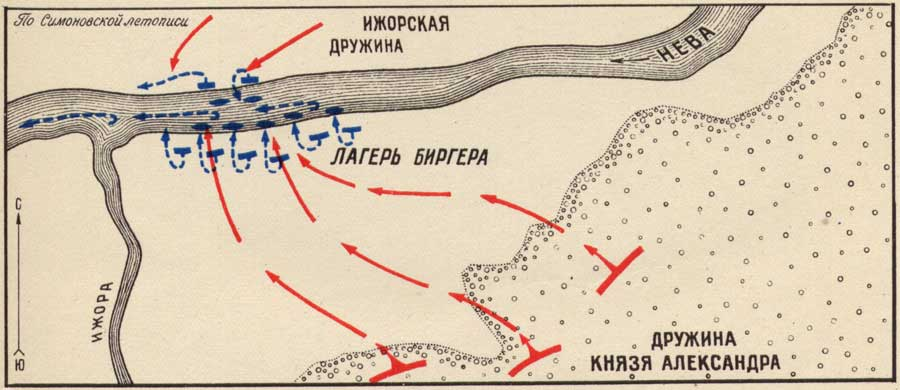 По Симоновской летописи
ИЖОРСКАЯ
ДРУЖИНА
НЕВА
ЛАГЕРЬ БИРГЕРА
С
Ю
ИЖОРА
ДРУЖИНА
КНЯЗЯ АЛЕКСАНДРА